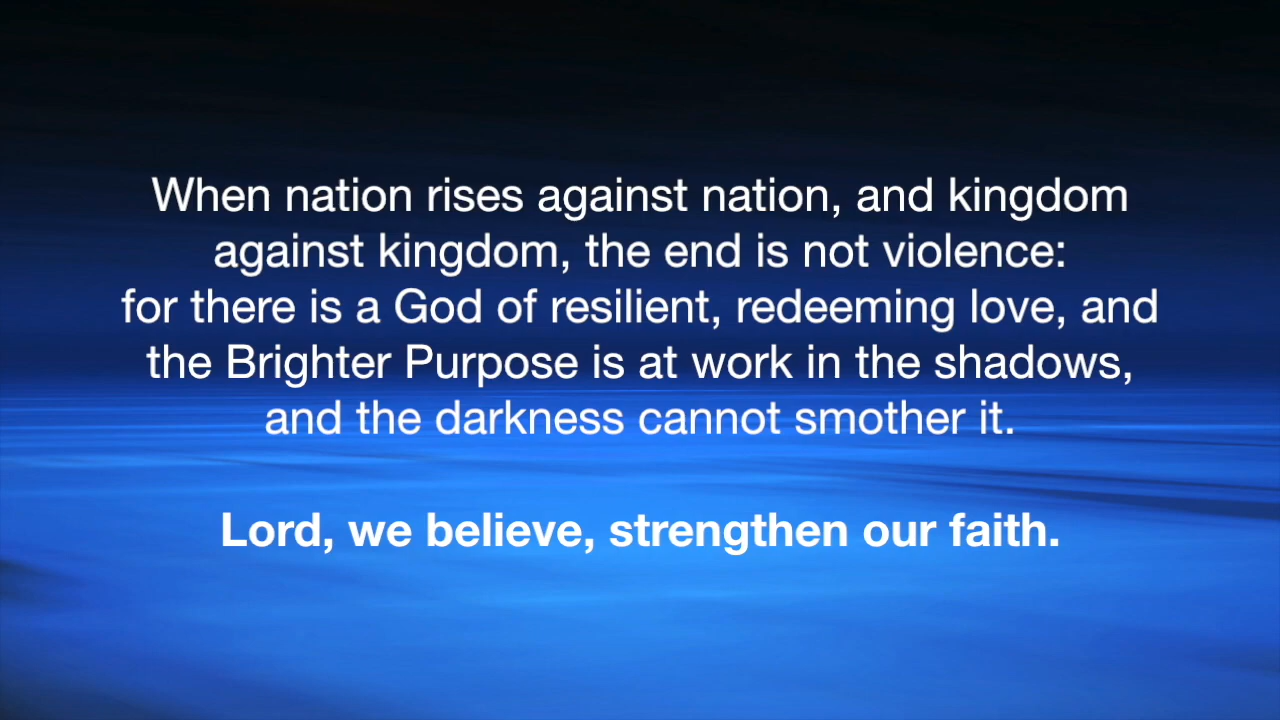 When nation rises against nation, and kingdom
against kingdom, the end is not violence:
for there is a God of resilient, redeeming love, and
the Brighter Purpose is at work in the shadows,
and the darkness cannot smother it.
Lord, we believe, strengthen our faith.